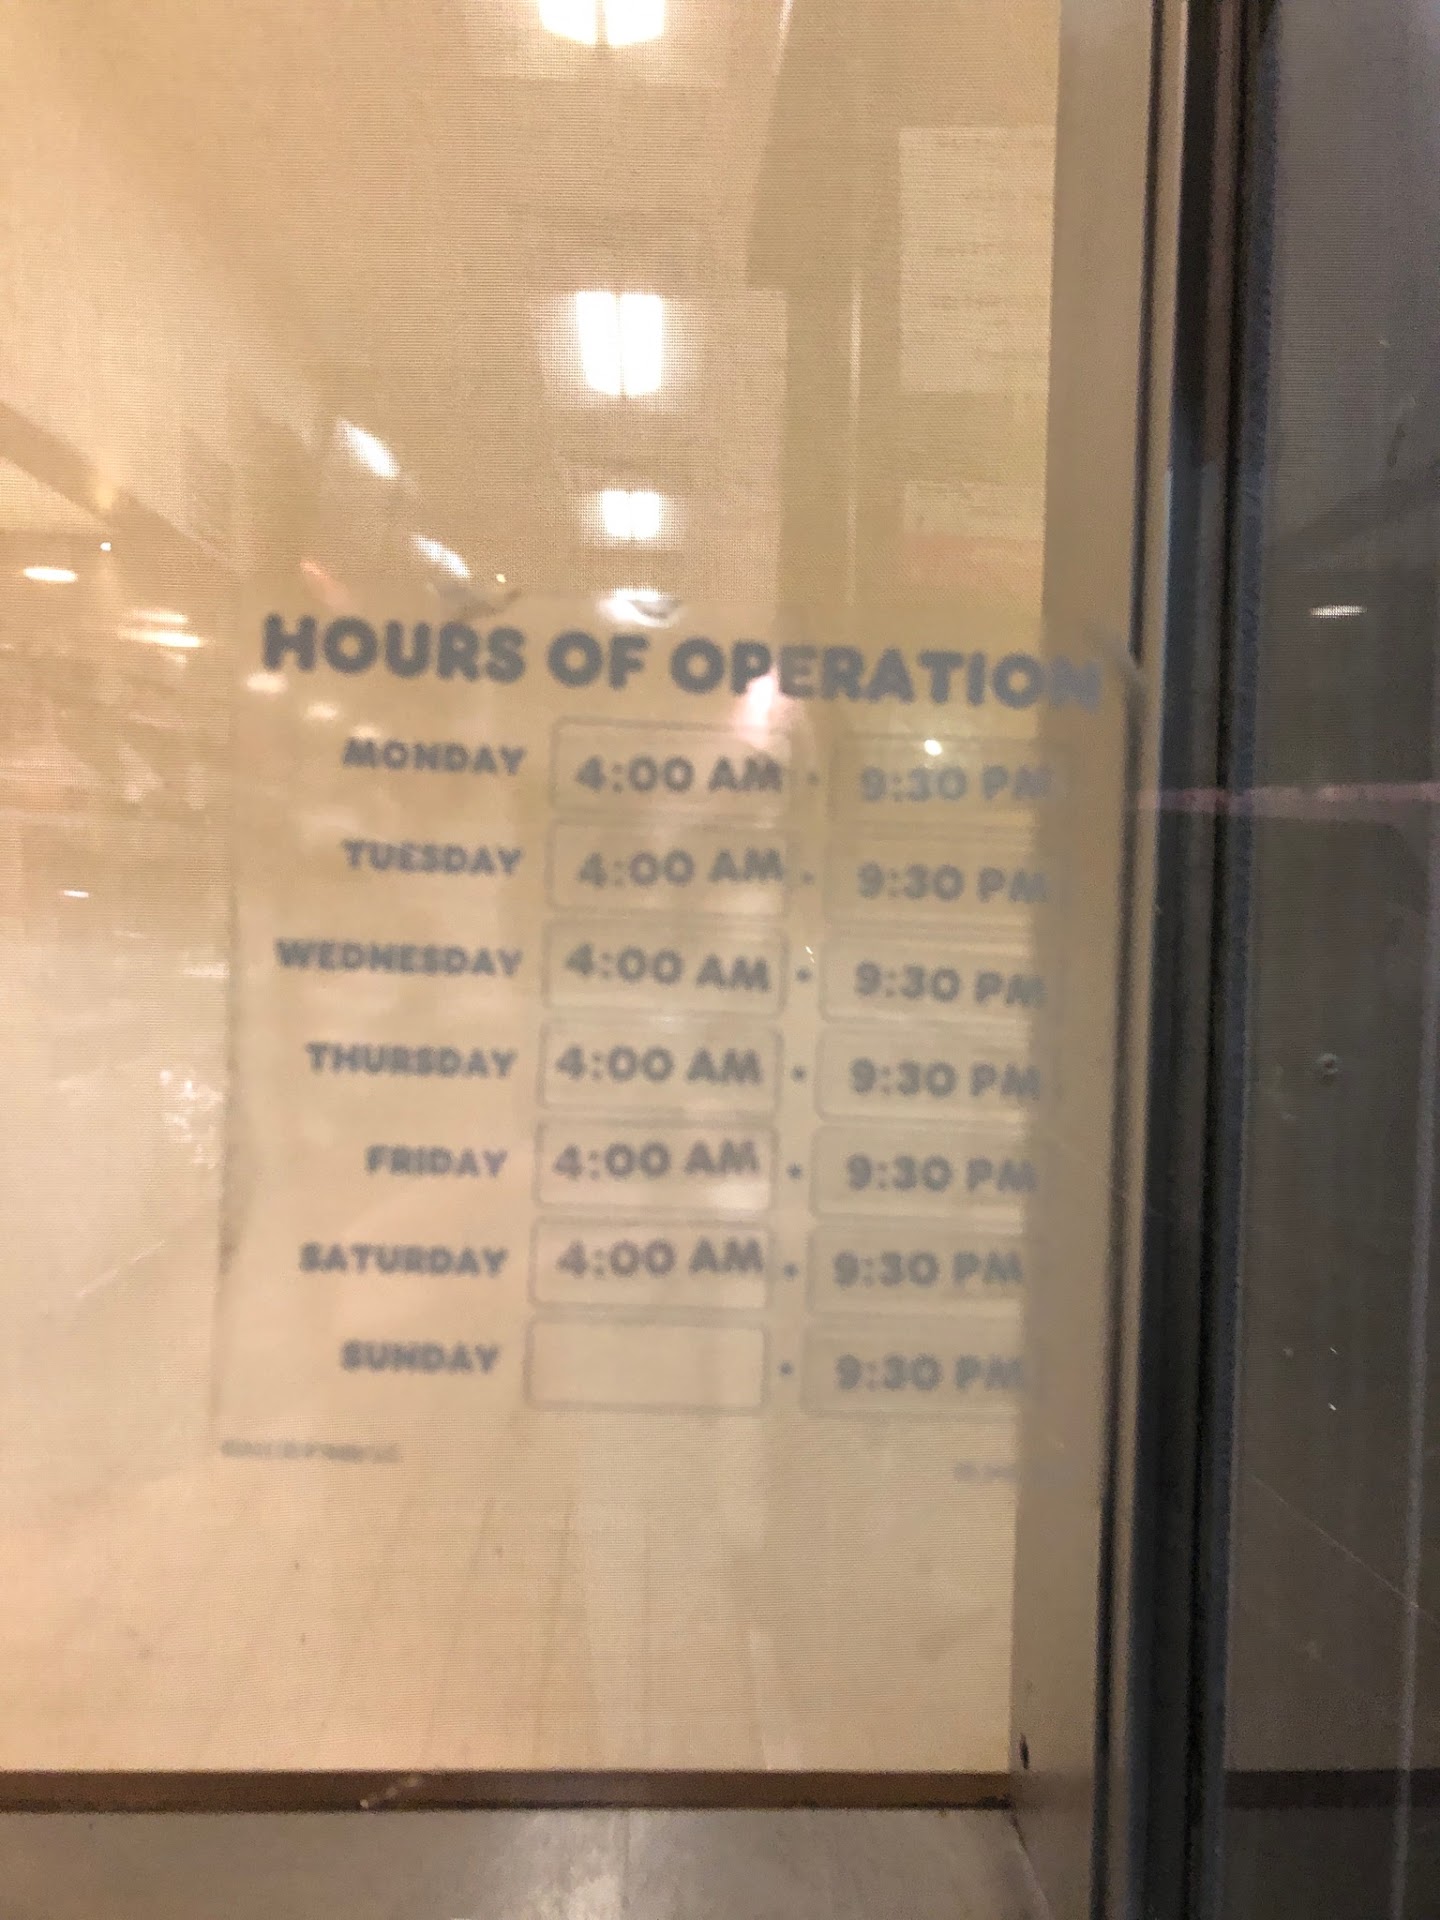 HOURS OF OPERATION
MONDAY 4:00 AM • 9:30 PM
TUESDAY 4:00 AM • 9:30 PM
WEDNESDAY 4:00 AM • 9:30 PM
THURSDAY 4:00 AM • 9:30 PM
FRIDAY 4:00 AM • 9:30 PM
SATURDAY 4:00 AM • 9:30 PM
SUNDAY • 9:30 PM